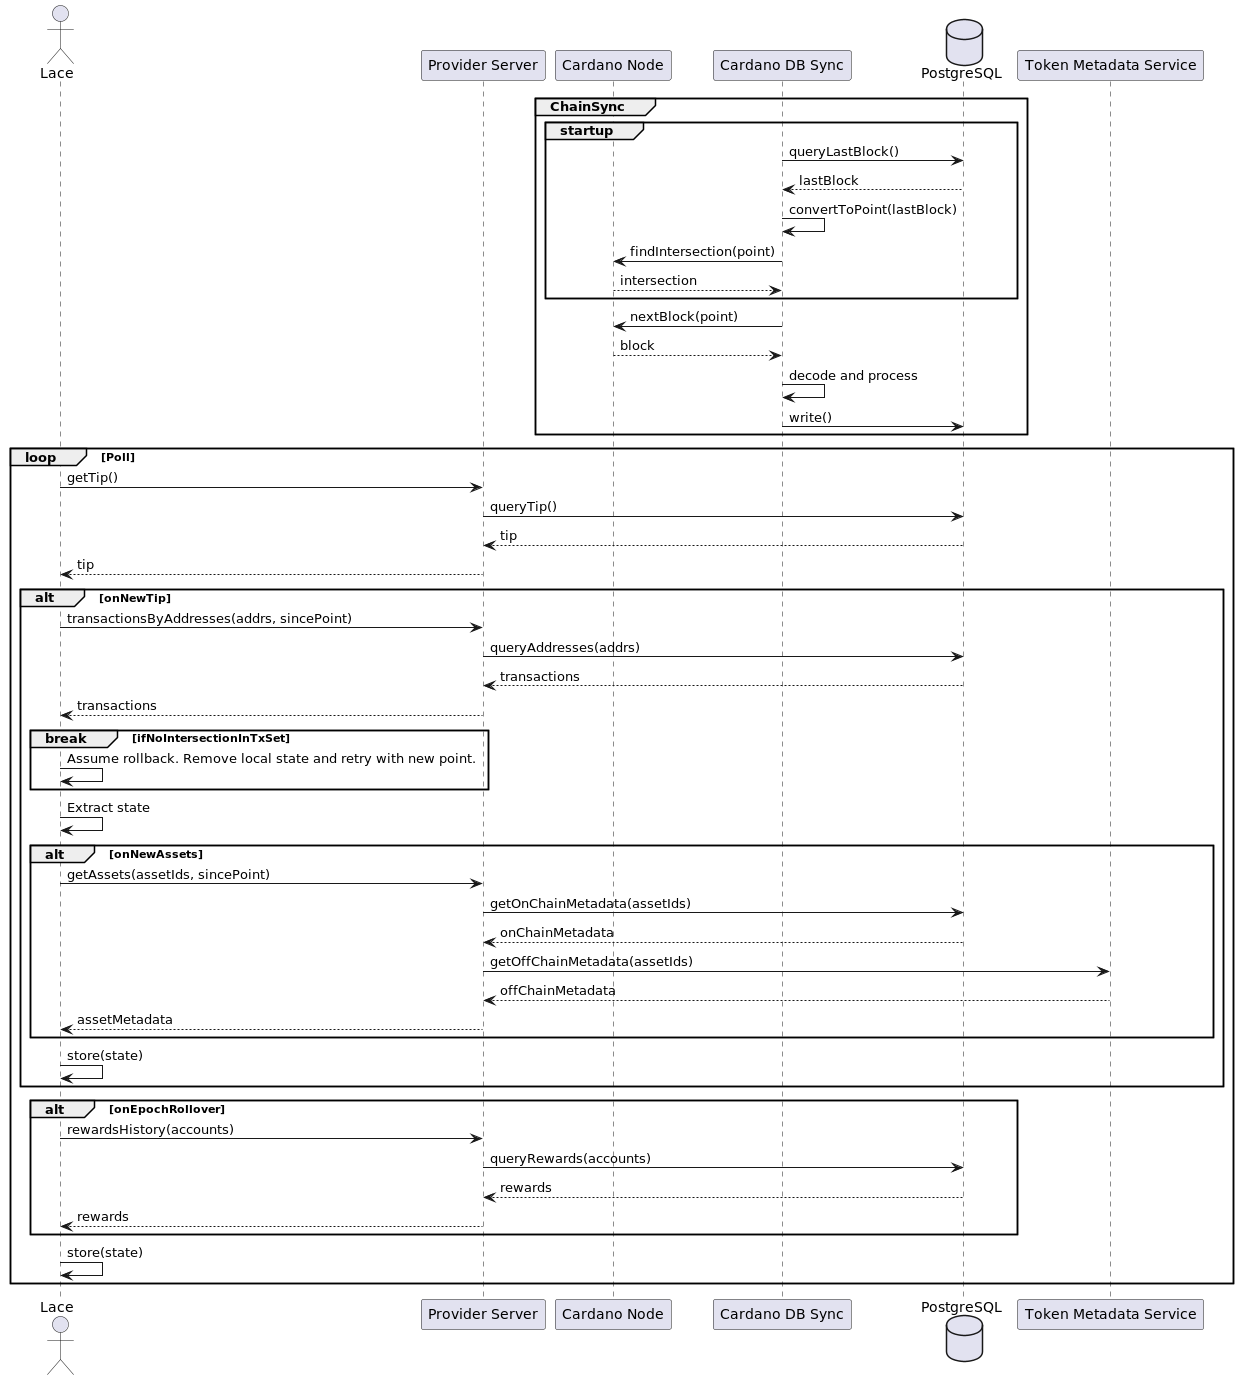 Lace
Provider Server
Cardano Node
Cardano DB Sync
PostgreSQL
Token Metadata Service
ChainSync
startup
queryLastBlock()
lastBlock
convertToPoint(lastBlock)
findIntersection(point)
intersection
nextBlock(point)
block
decode and process
write()
loop [Poll]
getTip()
queryTip()
tip
tip
alt [onNewTip]
transactionsByAddresses(addrs, sincePoint)
queryAddresses(addrs)
transactions
transactions
break [ifNoIntersectionInTxSet]
Assume rollback. Remove local state and retry with new point.
Extract state
alt [onNewAssets]
getAssets(assetIds, sincePoint)
getOnChainMetadata(assetIds)
onChainMetadata
getOffChainMetadata(assetIds)
offChainMetadata
assetMetadata
store(state)
alt [onEpochRollover]
rewardsHistory(accounts)
queryRewards(accounts)
rewards
rewards
store(state)
Lace
Provider Server
Cardano Node
Cardano DB Sync
PostgreSQL
Token Metadata Service